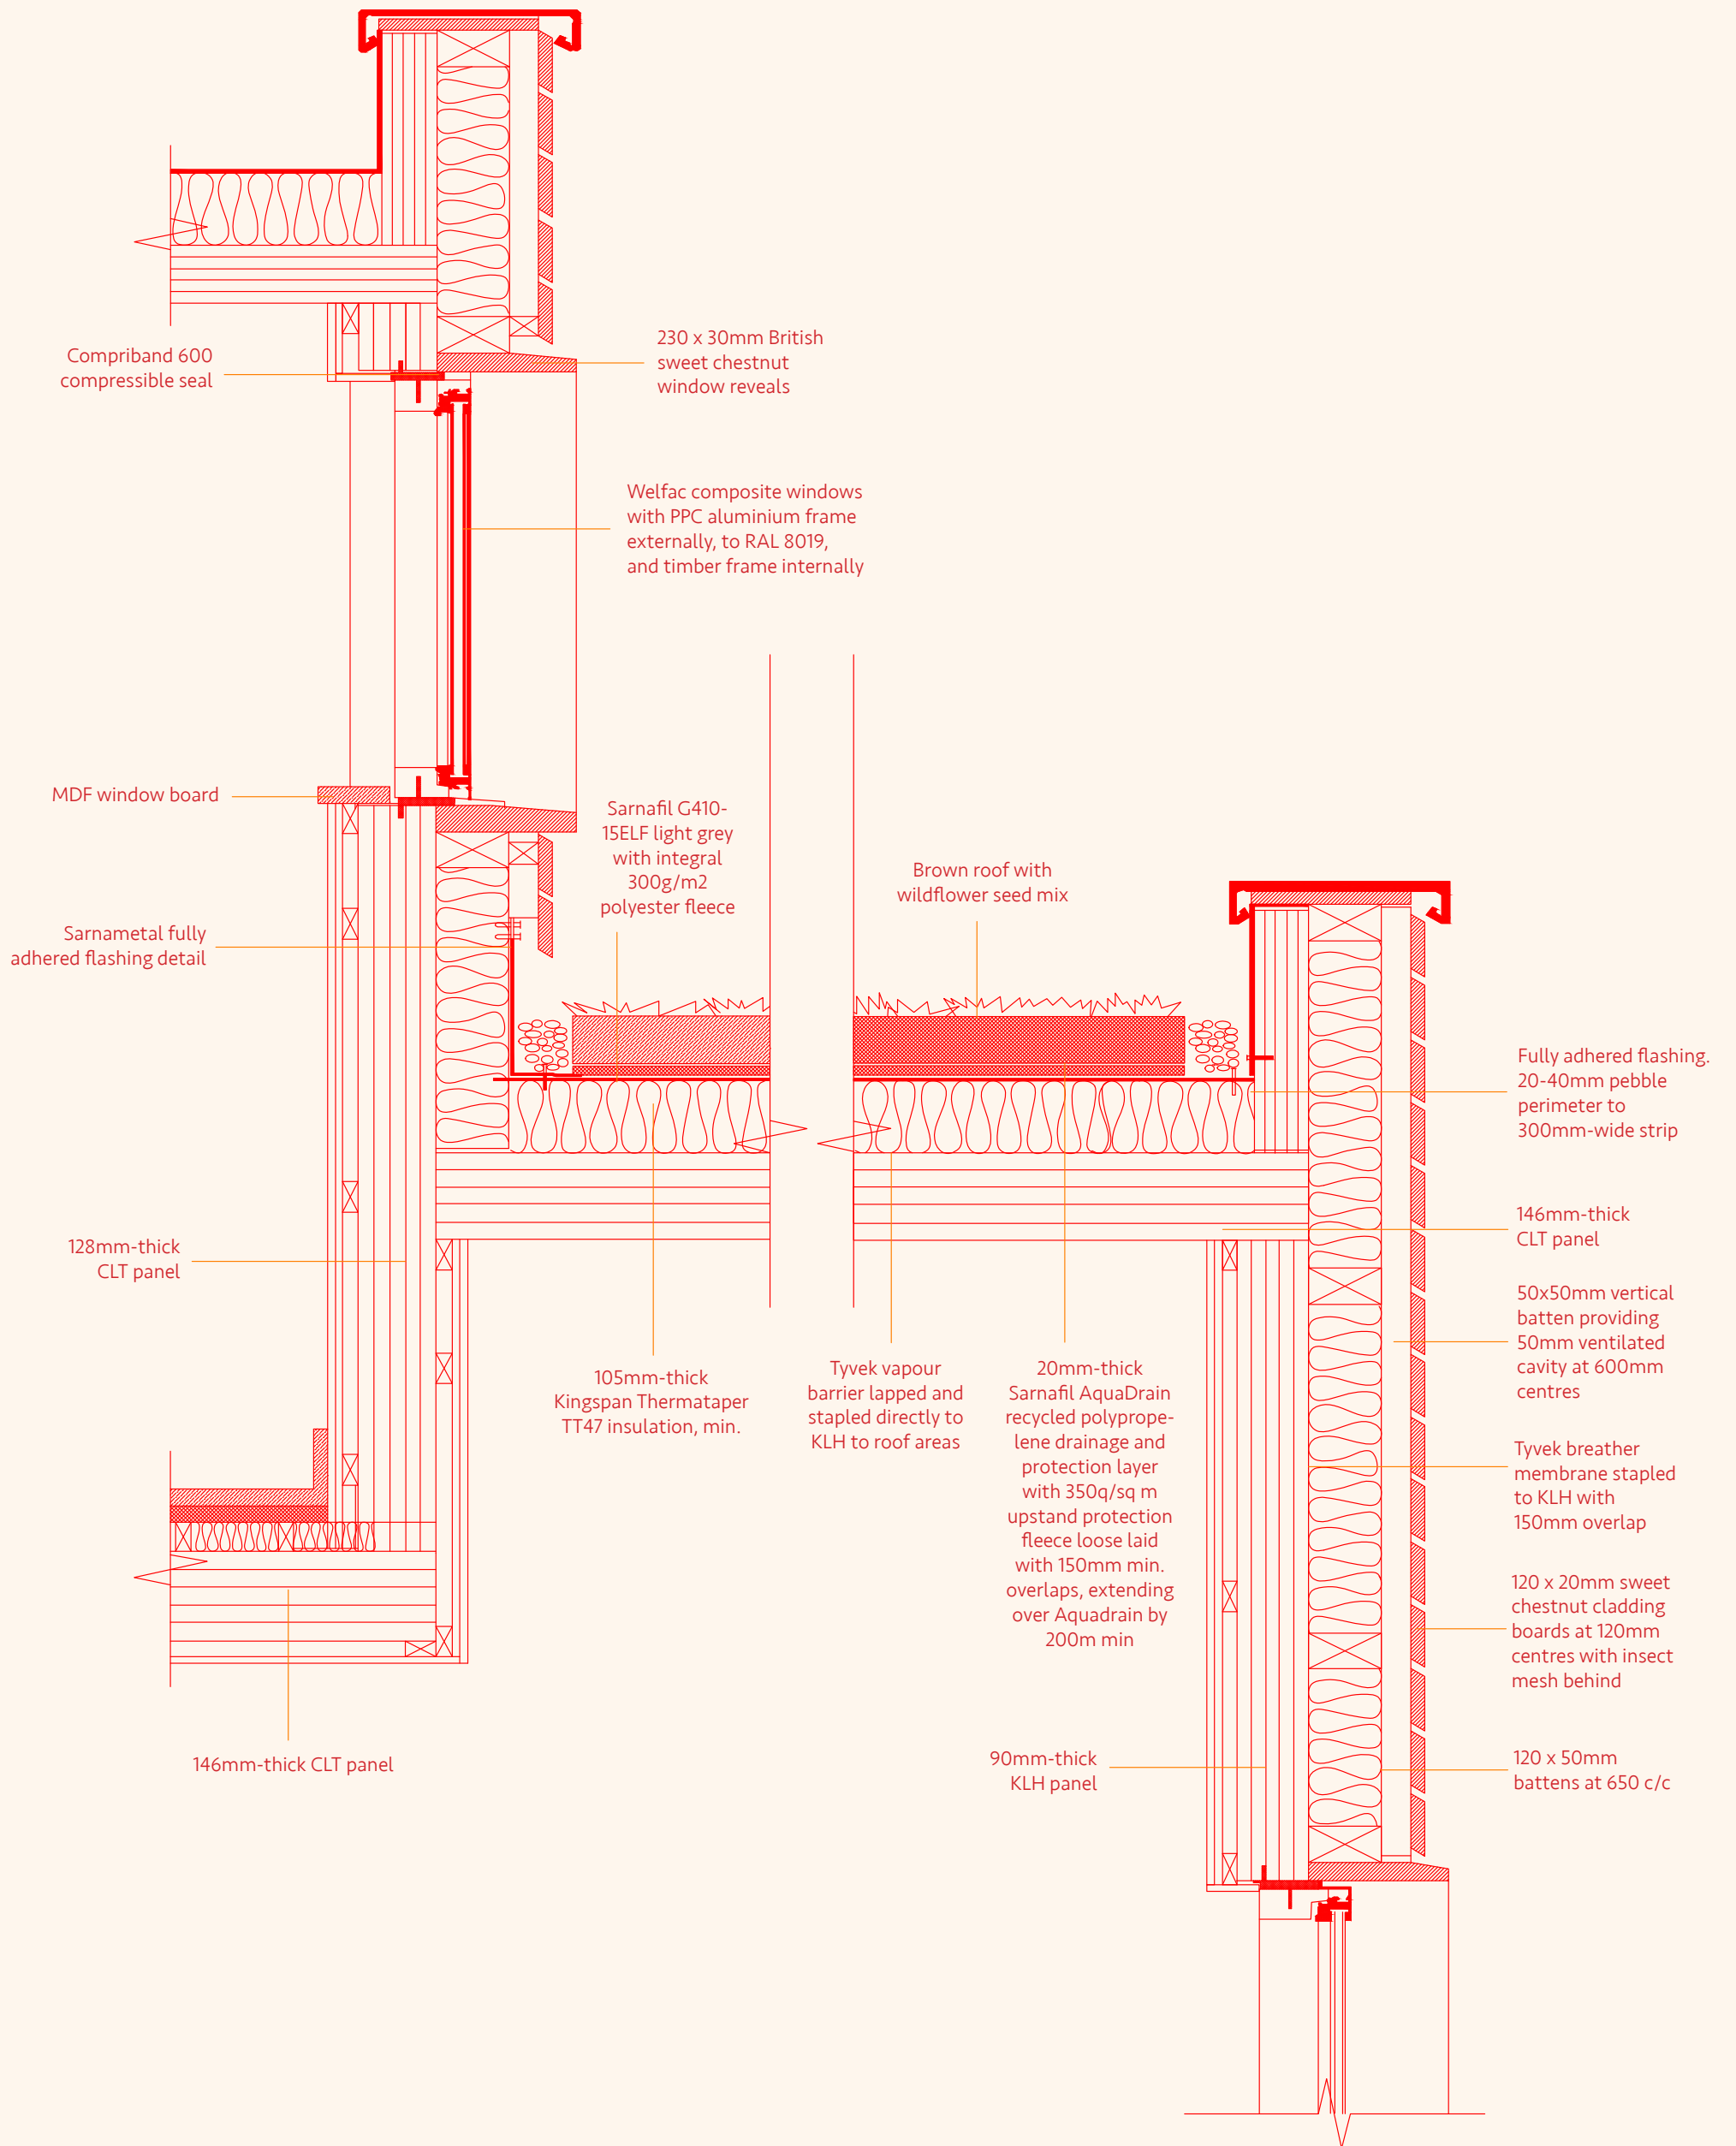 Compriband 600
compressible seal
230 x 30mm British
sweet chestnut
window reveals
Welfac composite windows
with PPC aluminium frame
externally, to RAL 8019,
and timber frame internally
MDF window board
Sarnafil G410-
15ELF light grey
with integral
300g/m2
polyester fleece
Brown roof with
wildflower seed mix
Sarnametal fully
adhered flashing detail
Fully adhered flashing.
20-40mm pebble
perimeter to
300mm-wide strip
146mm-thick
CLT panel
128mm-thick
CLT panel
50x50mm vertical
batten providing
50mm ventilated
cavity at 600mm
centres
105mm-thick
Kingspan Thermataper
TT47 insulation, min.
Tyvek vapour
barrier lapped and
stapled directly to
KLH to roof areas
20mm-thick
Sarnafil AquaDrain
recycled polyprope-
lene drainage and
protection layer
with 350q/sq m
upstand protection
fleece loose laid
with 150mm min.
overlaps, extending
over Aquadrain by
200m min
Tyvek breather
membrane stapled
to KLH with
150mm overlap
120 x 20mm sweet
chestnut cladding
boards at 120mm
centres with insect
mesh behind
146mm-thick CLT panel
90mm-thick
KLH panel
120 x 50mm
battens at 650 c/c